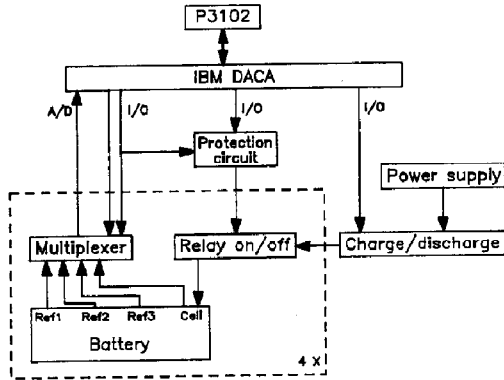 P3102
IBM DACA
A/D
I/O
I/O
I/O
Protection
circuit
Power supply
Multiplexer
Relay on/off
Charge/discharge
Ref1 Ref2 Ref3 Cell
Battery
4 X